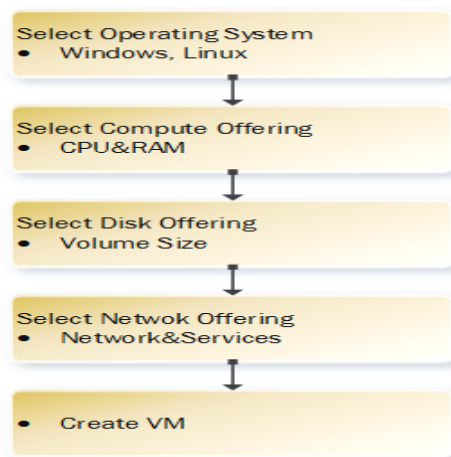 Select Operating System
• Windows, Linux
Select Compute Offering
• CPU&RAM
Select Disk Offering
• Volume Size
Select Netwok Offering
• Network&Services
• Create VM